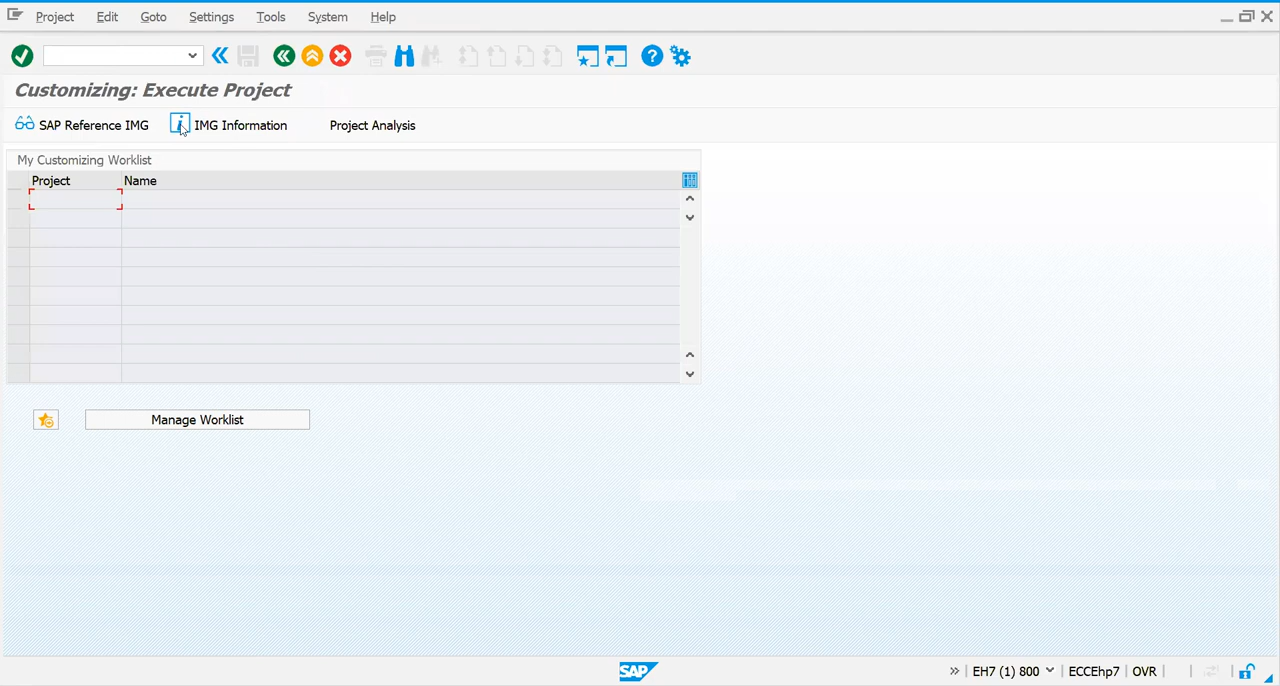 Project Edit Goto Settings Tools System Help
Customizing: Execute Project
SAP Reference IMG IMG Information Project Analysis
My Customizing Worklist
Project Name
Manage Worklist
SAP EH7 (1) 800 ECCEhp7 OVR